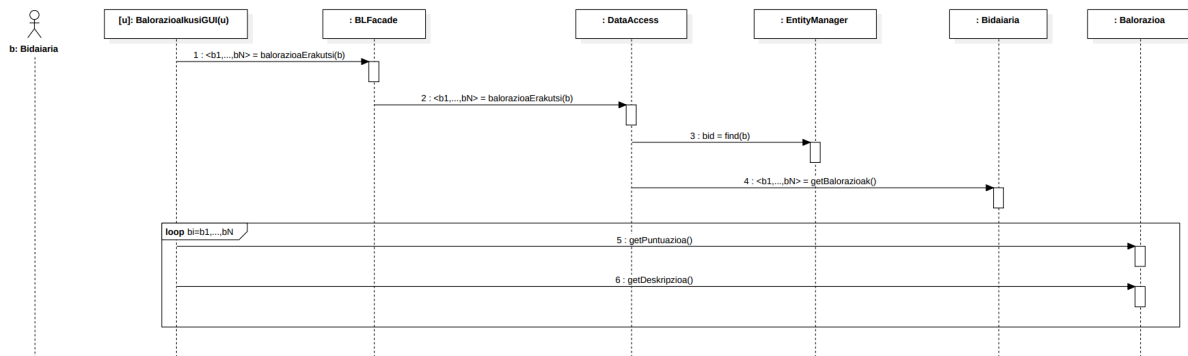 b: Bidaiaria
[u]: BalorazioaIkusiGUI(u)
: BLFacade
: DataAccess
: EntityManager
: Bidaiaria
: Balorazioa
1 : <b1,...,bN> = balorazioaErakutsi(b)
2 : <b1,...,bN> = balorazioaErakutsi(b)
3 : bid = find(b)
4 : <b1,...,bN> = getBalorazioak()
loop bi=b1,...,bN
5 : getPuntuazioa()
6 : getDeskripzioa()